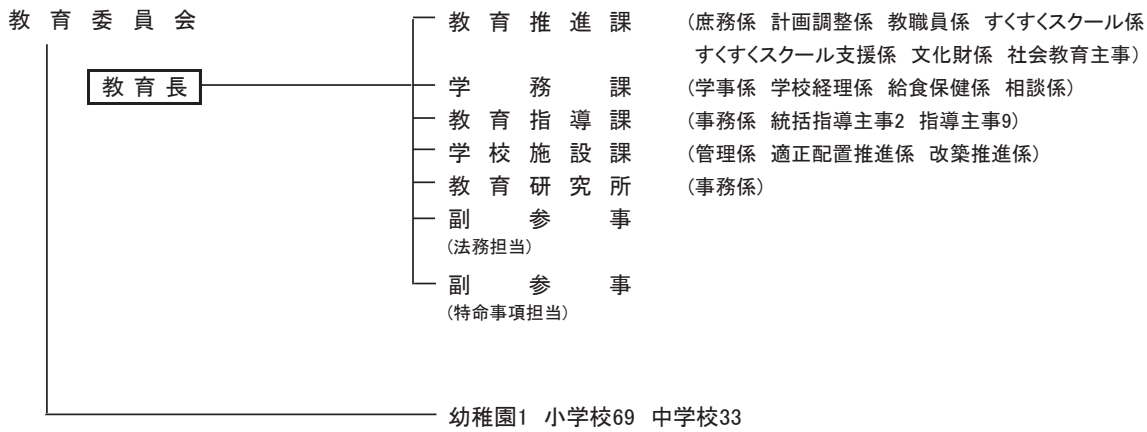 教育委員会
教育推進課 (庶務係 計画調整係 教職員係 すくすくスクール係
すくすくスクール支援係 文化財係 社会教育主事)
教育長
学務課 (学事係 学校経理係 給食保健係 相談係)
教育指導課 (事務係 統括指導主事2 指導主事9)
学校施設課 (管理係 適正配置推進係 改築推進係)
教育研究所 (事務係)
副参事
(法務担当)
副参事
(特命事項担当)
幼稚園1 小学校69 中学校33